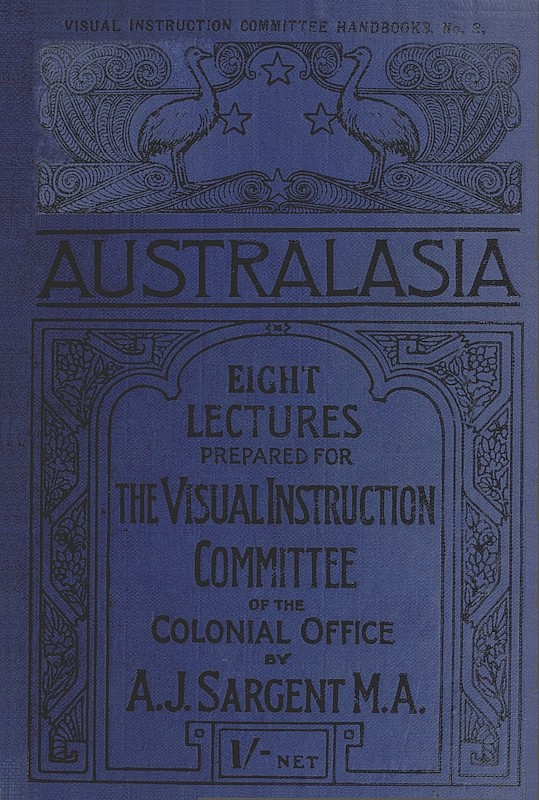 VISUAL INSTRUCTION COMMITTEE HANDBOOKS. No. 3.
AUSTRALASIA
EIGHT
LECTURES
PREPARED FOR
THE VISUAL INSTRUCTION
COMMITTEE
OF THE
COLONIAL OFFICE
BY
A.J. SARGENT M.A.
1/- NET